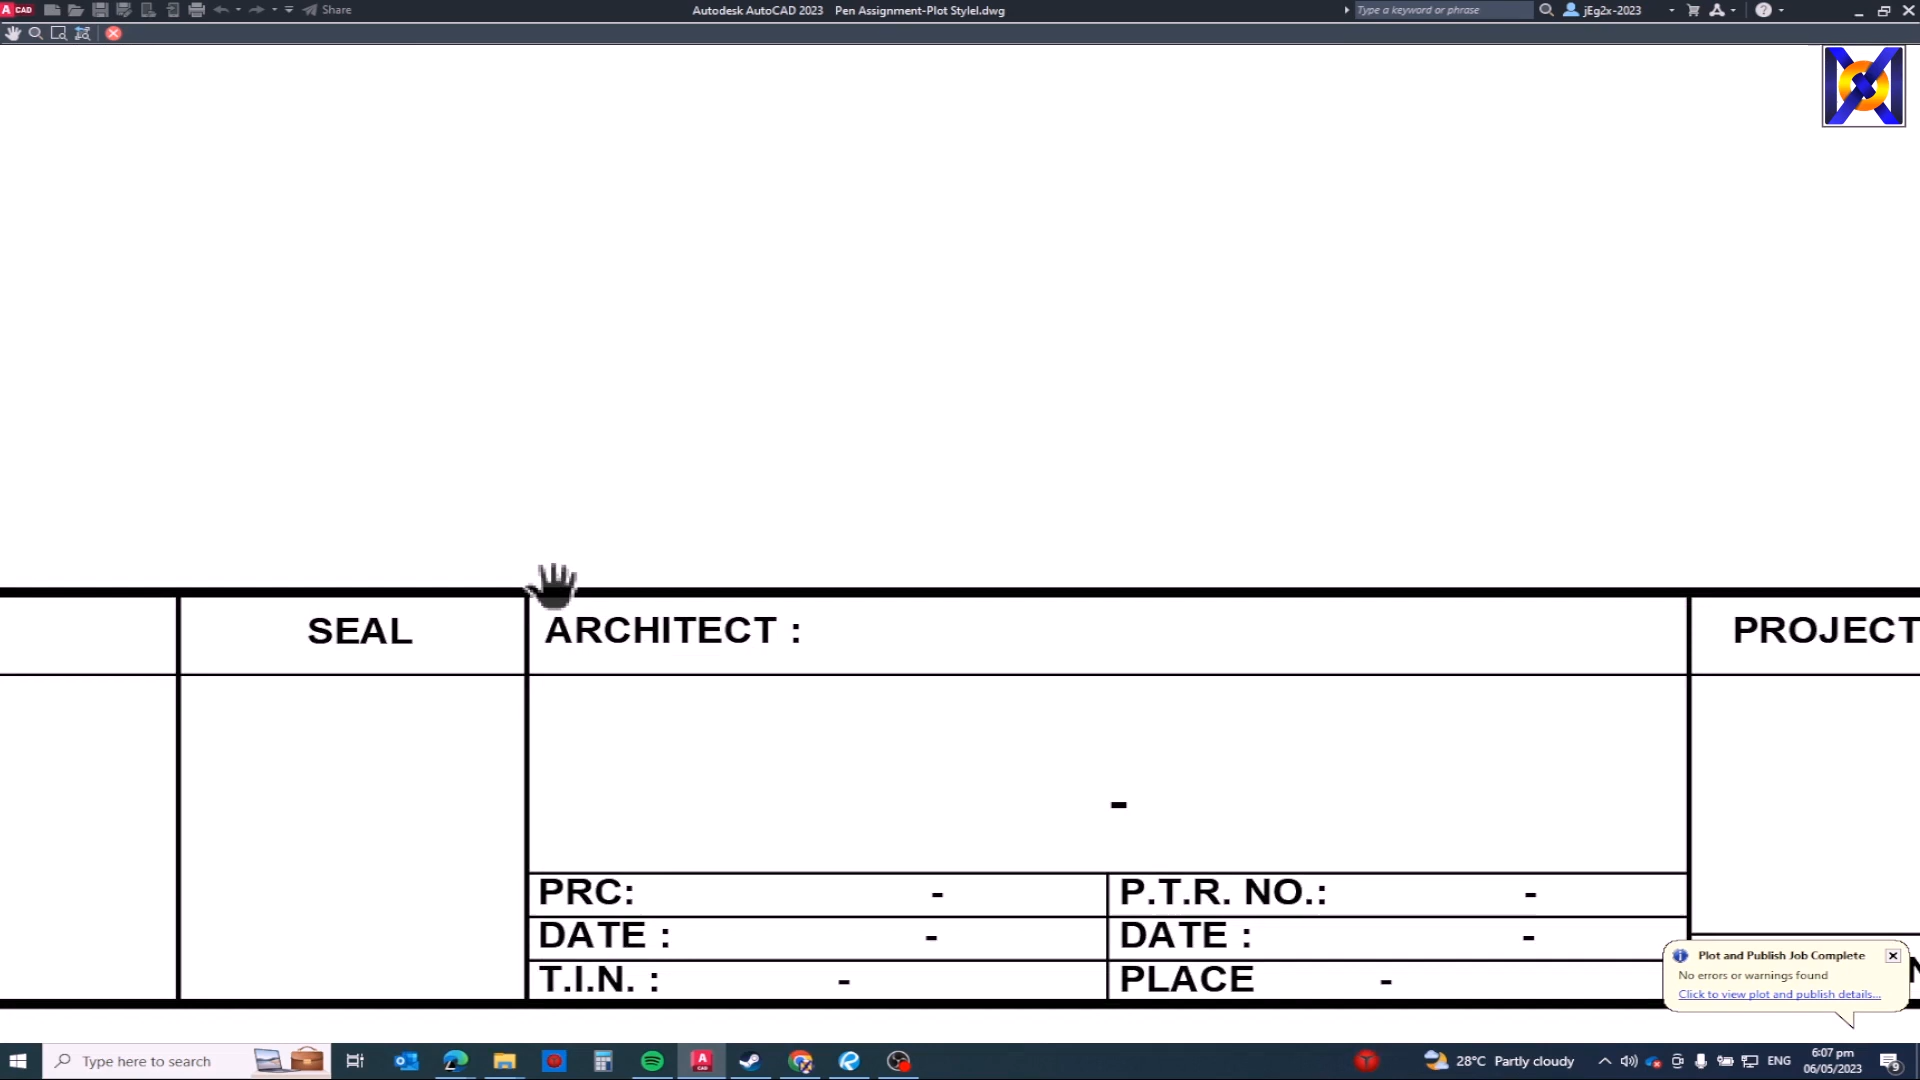 A CAD
Share
Autodesk AutoCAD 2023 Pen Assignment-Plot Stylel.dwg
Type a keyword or phrase
jEg2x-2023
SEAL
ARCHITECT :
PROJECT
-
PRC: -
P.T.R. NO.: -
DATE : -
DATE : -
T.I.N. : -
PLACE -
Plot and Publish Job Complete
No errors or warnings found
Click to view plot and publish details...
Type here to search
28°C Partly cloudy
ENG
6:07 pm
06/05/2023
9